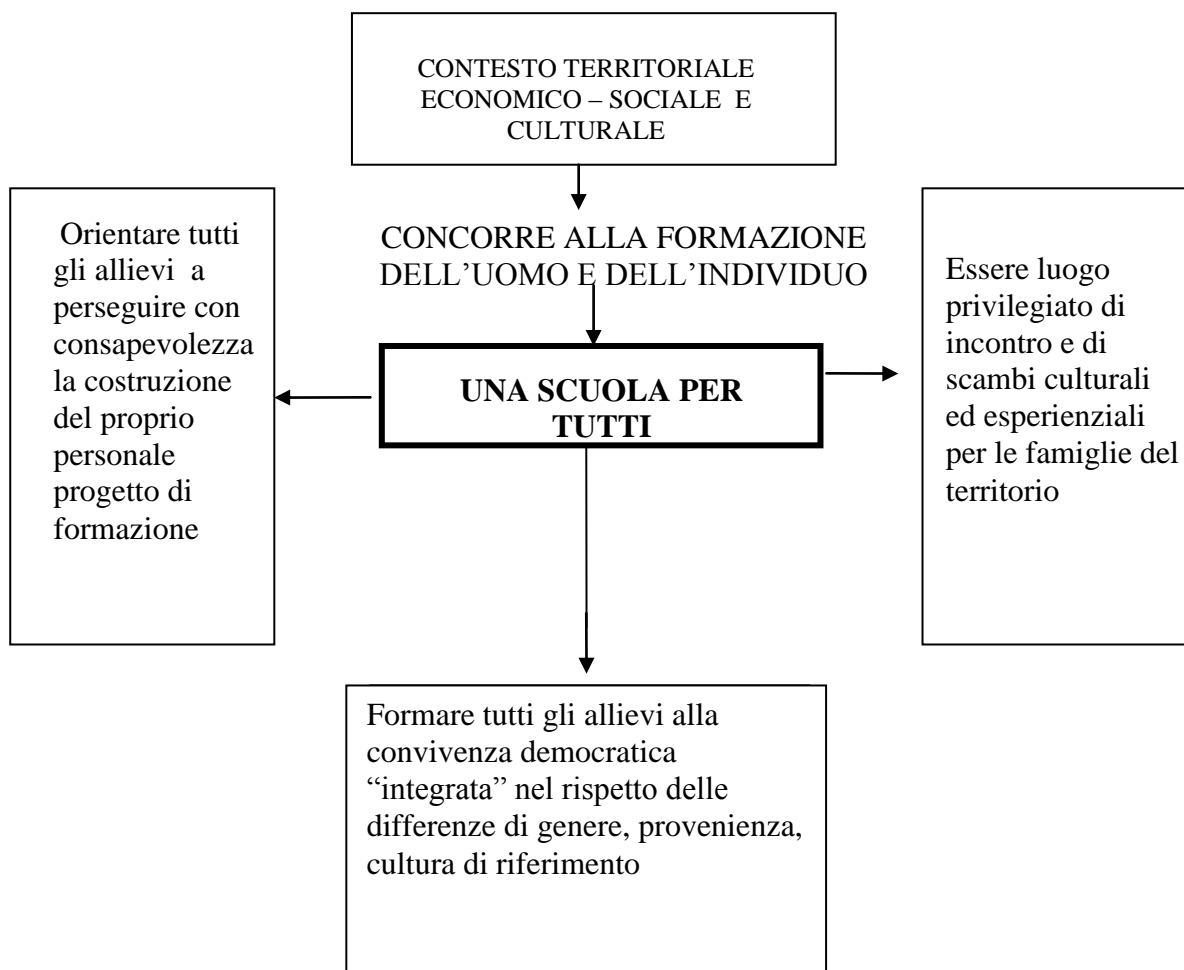 CONTESTO TERRITORIALE
ECONOMICO – SOCIALE E
CULTURALE
CONCORRE ALLA FORMAZIONE
DELL’UOMO E DELL’INDIVIDUO
Orientare tutti
gli allievi a
perseguire con
consapevolezza
la costruzione
del proprio
personale
progetto di
formazione
UNA SCUOLA PER
TUTTI
Essere luogo
privilegiato di
incontro e di
scambi culturali
ed esperienziali
per le famiglie del
territorio
Formare tutti gli allievi alla
convivenza democratica
“integrata” nel rispetto delle
differenze di genere, provenienza,
cultura di riferimento